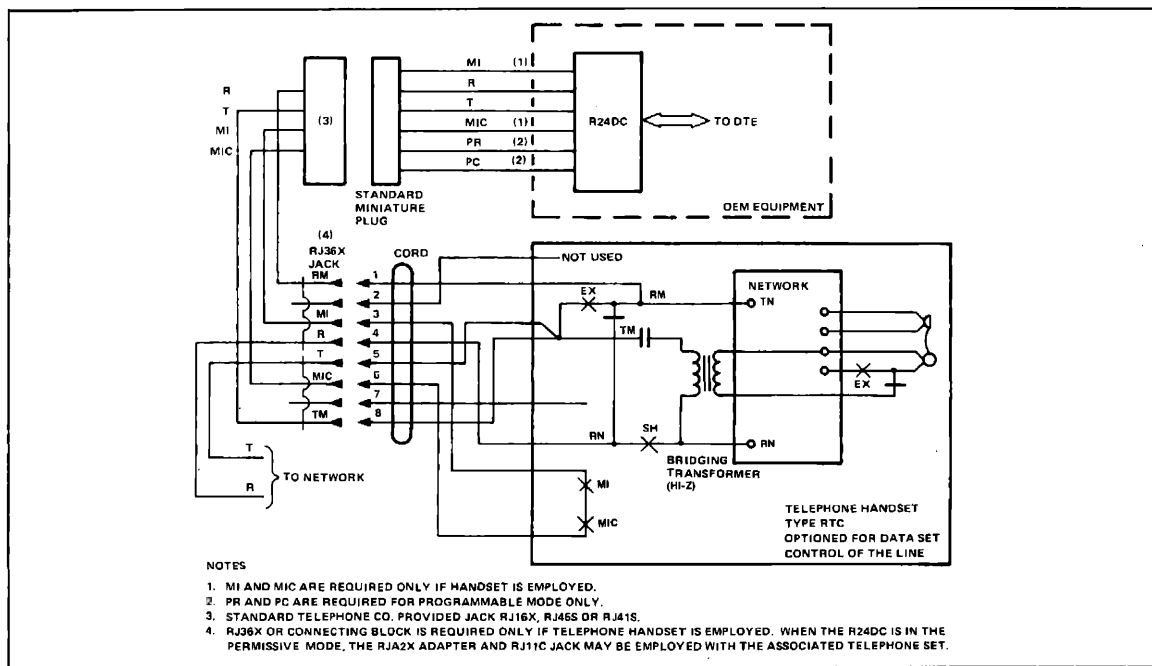 MI (1)
R
T
MIC (1)
PR (2)
PC (2)
R
T
MI
MIC
(3)
R24DC
TO DTE
STANDARD
MINIATURE
PLUG
OEM EQUIPMENT
(4)
RJ36X
JACK
CORD
NOT USED
RM
MI
R
T
MIC
TM
1
2
3
4
5
6
7
8
EX
RM
TM
NETWORK
TN
EX
RN
SH
RN
BRIDGING
TRANSFORMER
(HI-Z)
MI
MIC
T
R
TO NETWORK
TELEPHONE HANDSET
TYPE RTC
OPTIONED FOR DATA SET
CONTROL OF THE LINE
NOTES
1. MI AND MIC ARE REQUIRED ONLY IF HANDSET IS EMPLOYED.
2. PR AND PC ARE REQUIRED FOR PROGRAMMABLE MODE ONLY.
3. STANDARD TELEPHONE CO. PROVIDED JACK RJ16X, RJ45S OR RJ41S.
4. RJ36X OR CONNECTING BLOCK IS REQUIRED ONLY IF TELEPHONE HANDSET IS EMPLOYED. WHEN THE R24DC IS IN THE
PERMISSIVE MODE, THE RJA2X ADAPTER AND RJ11C JACK MAY BE EMPLOYED WITH THE ASSOCIATED TELEPHONE SET.